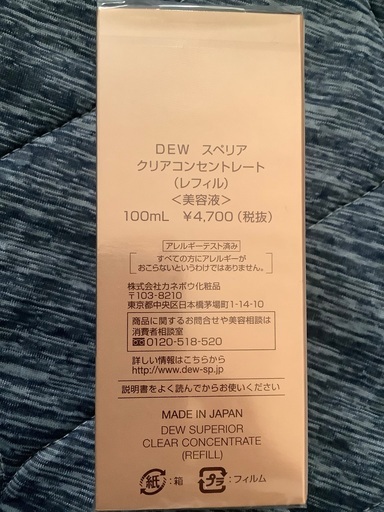 DEW スペリア
クリアコンセントレート
(レフィル)
<美容液>
100mL ¥4,700(税抜)
アレルギーテスト済み
すべての方にアレルギーが
おこらないというわけではありません。
株式会社カネボウ化粧品
〒103-8210
東京都中央区日本橋茅場町1-14-10
商品に関するお問合せや美容相談は
消費者相談室
0120-518-520
詳しい情報はこちらから
http://www.dew-sp.jp
説明書をよく読んでからお使いください
MADE IN JAPAN
DEW SUPERIOR
CLEAR CONCENTRATE
(REFILL)
紙:箱 プラ:フィルム